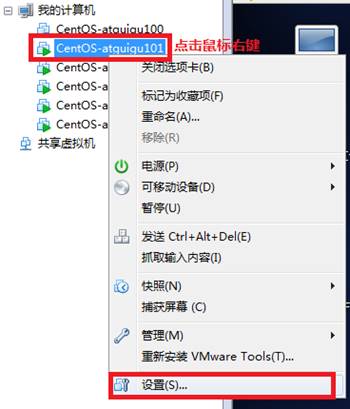 我的计算机
CentOS-atguigu100
CentOS-atguigu101 点击鼠标右键
CentOS-a
关闭选项卡(B)
CentOS-a
标记为收藏项(F)
CentOS-a
重命名(A)...
共享虚拟机
移除(R)
电源(P)
可移动设备(D)
暂停(U)
发送 Ctrl+Alt+Del(E)
抓取输入内容(I)
快照(N)
捕获屏幕 (C)
管理(M)
重新安装 VMware Tools(T)...
设置(S)...